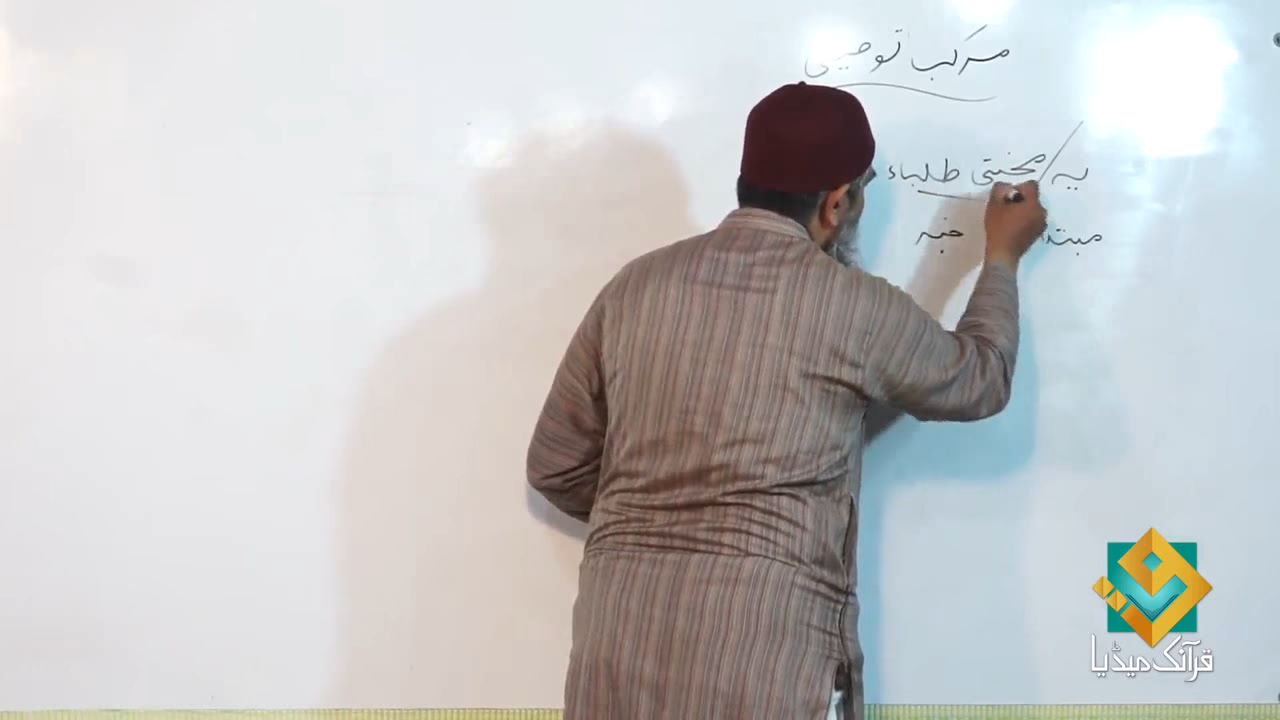 مرکب توصیفی
یہ / محنتی طلباء
مبتدا خبر
قرآنک میڈیا